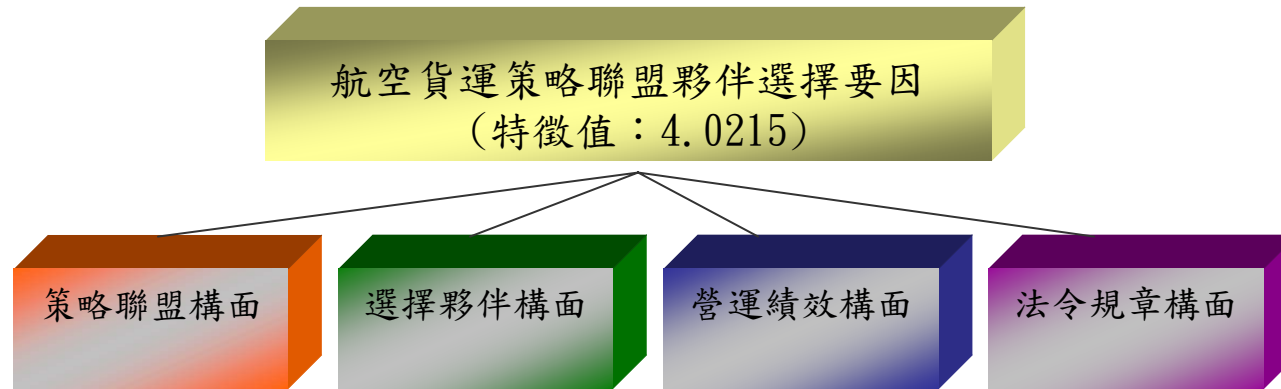 航空貨運策略聯盟夥伴選擇要因
(特徵值：4.0215)
策略聯盟構面
選擇夥伴構面
營運績效構面
法令規章構面